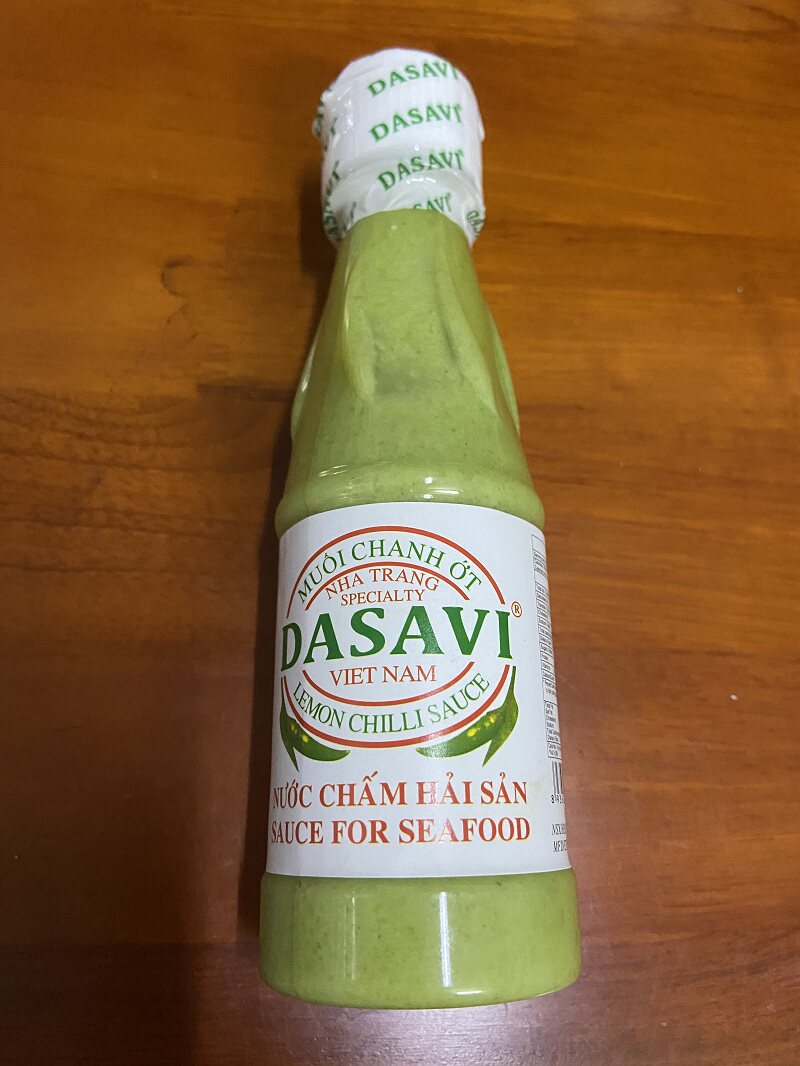 DASAVI
DASAVI
DASAVI®
MUỐI CHANH ỚT
NHA TRANG
SPECIALTY
DASAVI®
VIET NAM
LEMON CHILLI SAUCE
NƯỚC CHẤM HẢI SẢN
SAUCE FOR SEAFOOD